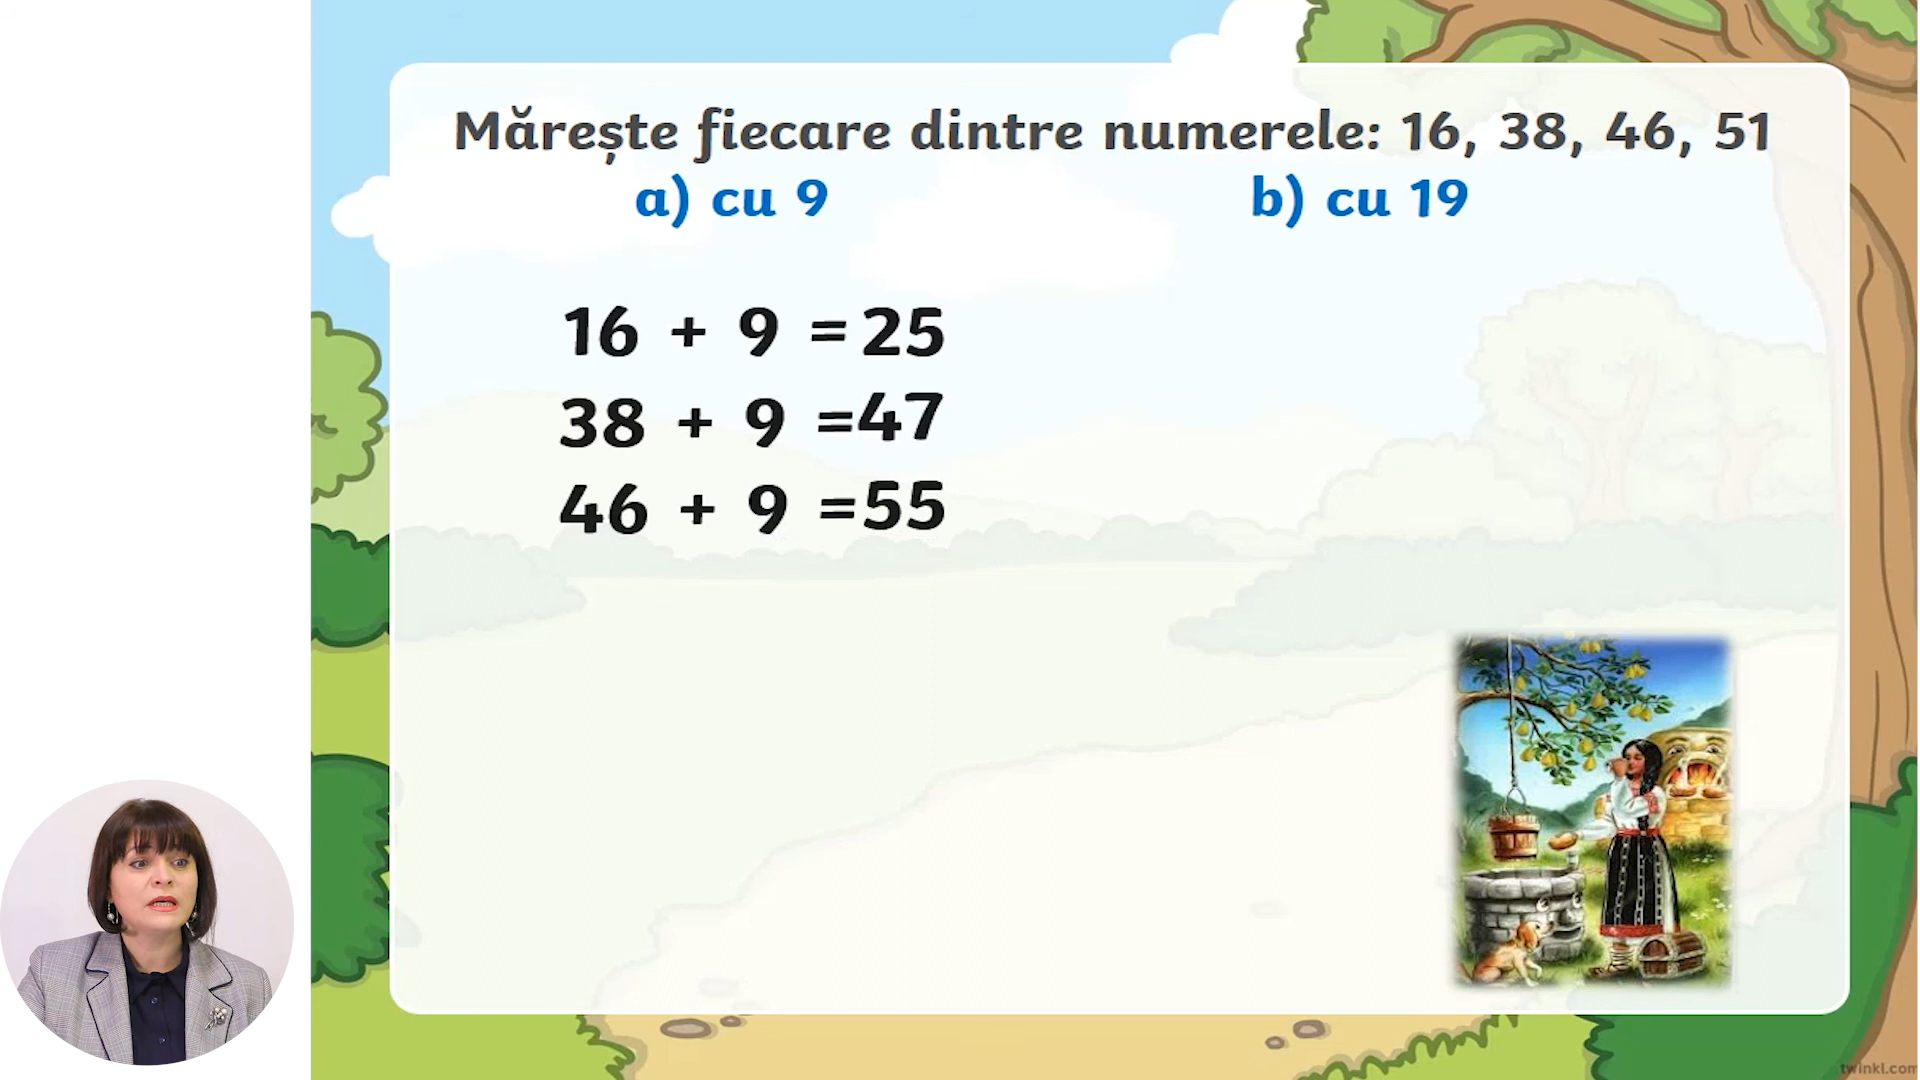 Mărește fiecare dintre numerele: 16, 38, 46, 51
a) cu 9 b) cu 19
16 + 9 = 25
38 + 9 =47
46 + 9 =55
twinkl.com